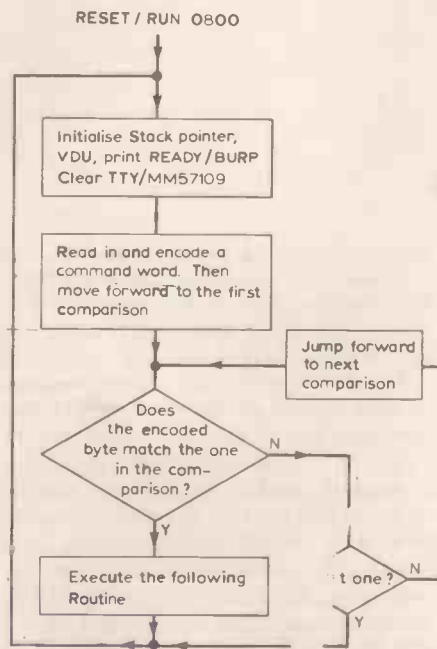 RESET / RUN 0800
Initialise Stack pointer,
VDU, print READY/BURP
Clear TTY/MM57109
Read in and encode a
command word. Then
move forward to the first
comparison
Jump forward
to next
comparison
Does
the encoded
byte match the one
in the com-
parison ?
N
Y
Execute the following
Routine
t one ?
N
Y